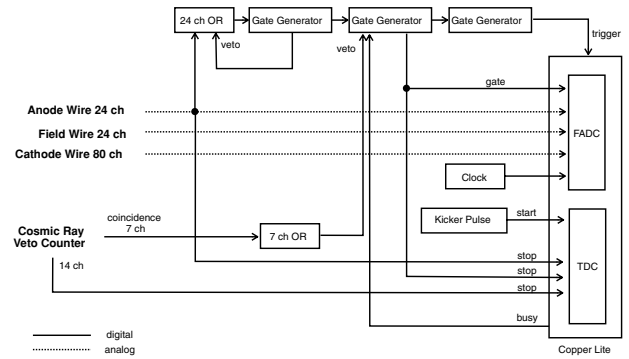 24 ch OR
Gate Generator
Gate Generator
Gate Generator
veto
veto
trigger
gate
Anode Wire 24 ch
Field Wire 24 ch
Cathode Wire 80 ch
FADC
Clock
Kicker Pulse
start
coincidence
7 ch
Cosmic Ray
Veto Counter
7 ch OR
14 ch
stop
stop
stop
TDC
busy
digital
analog
Copper Lite